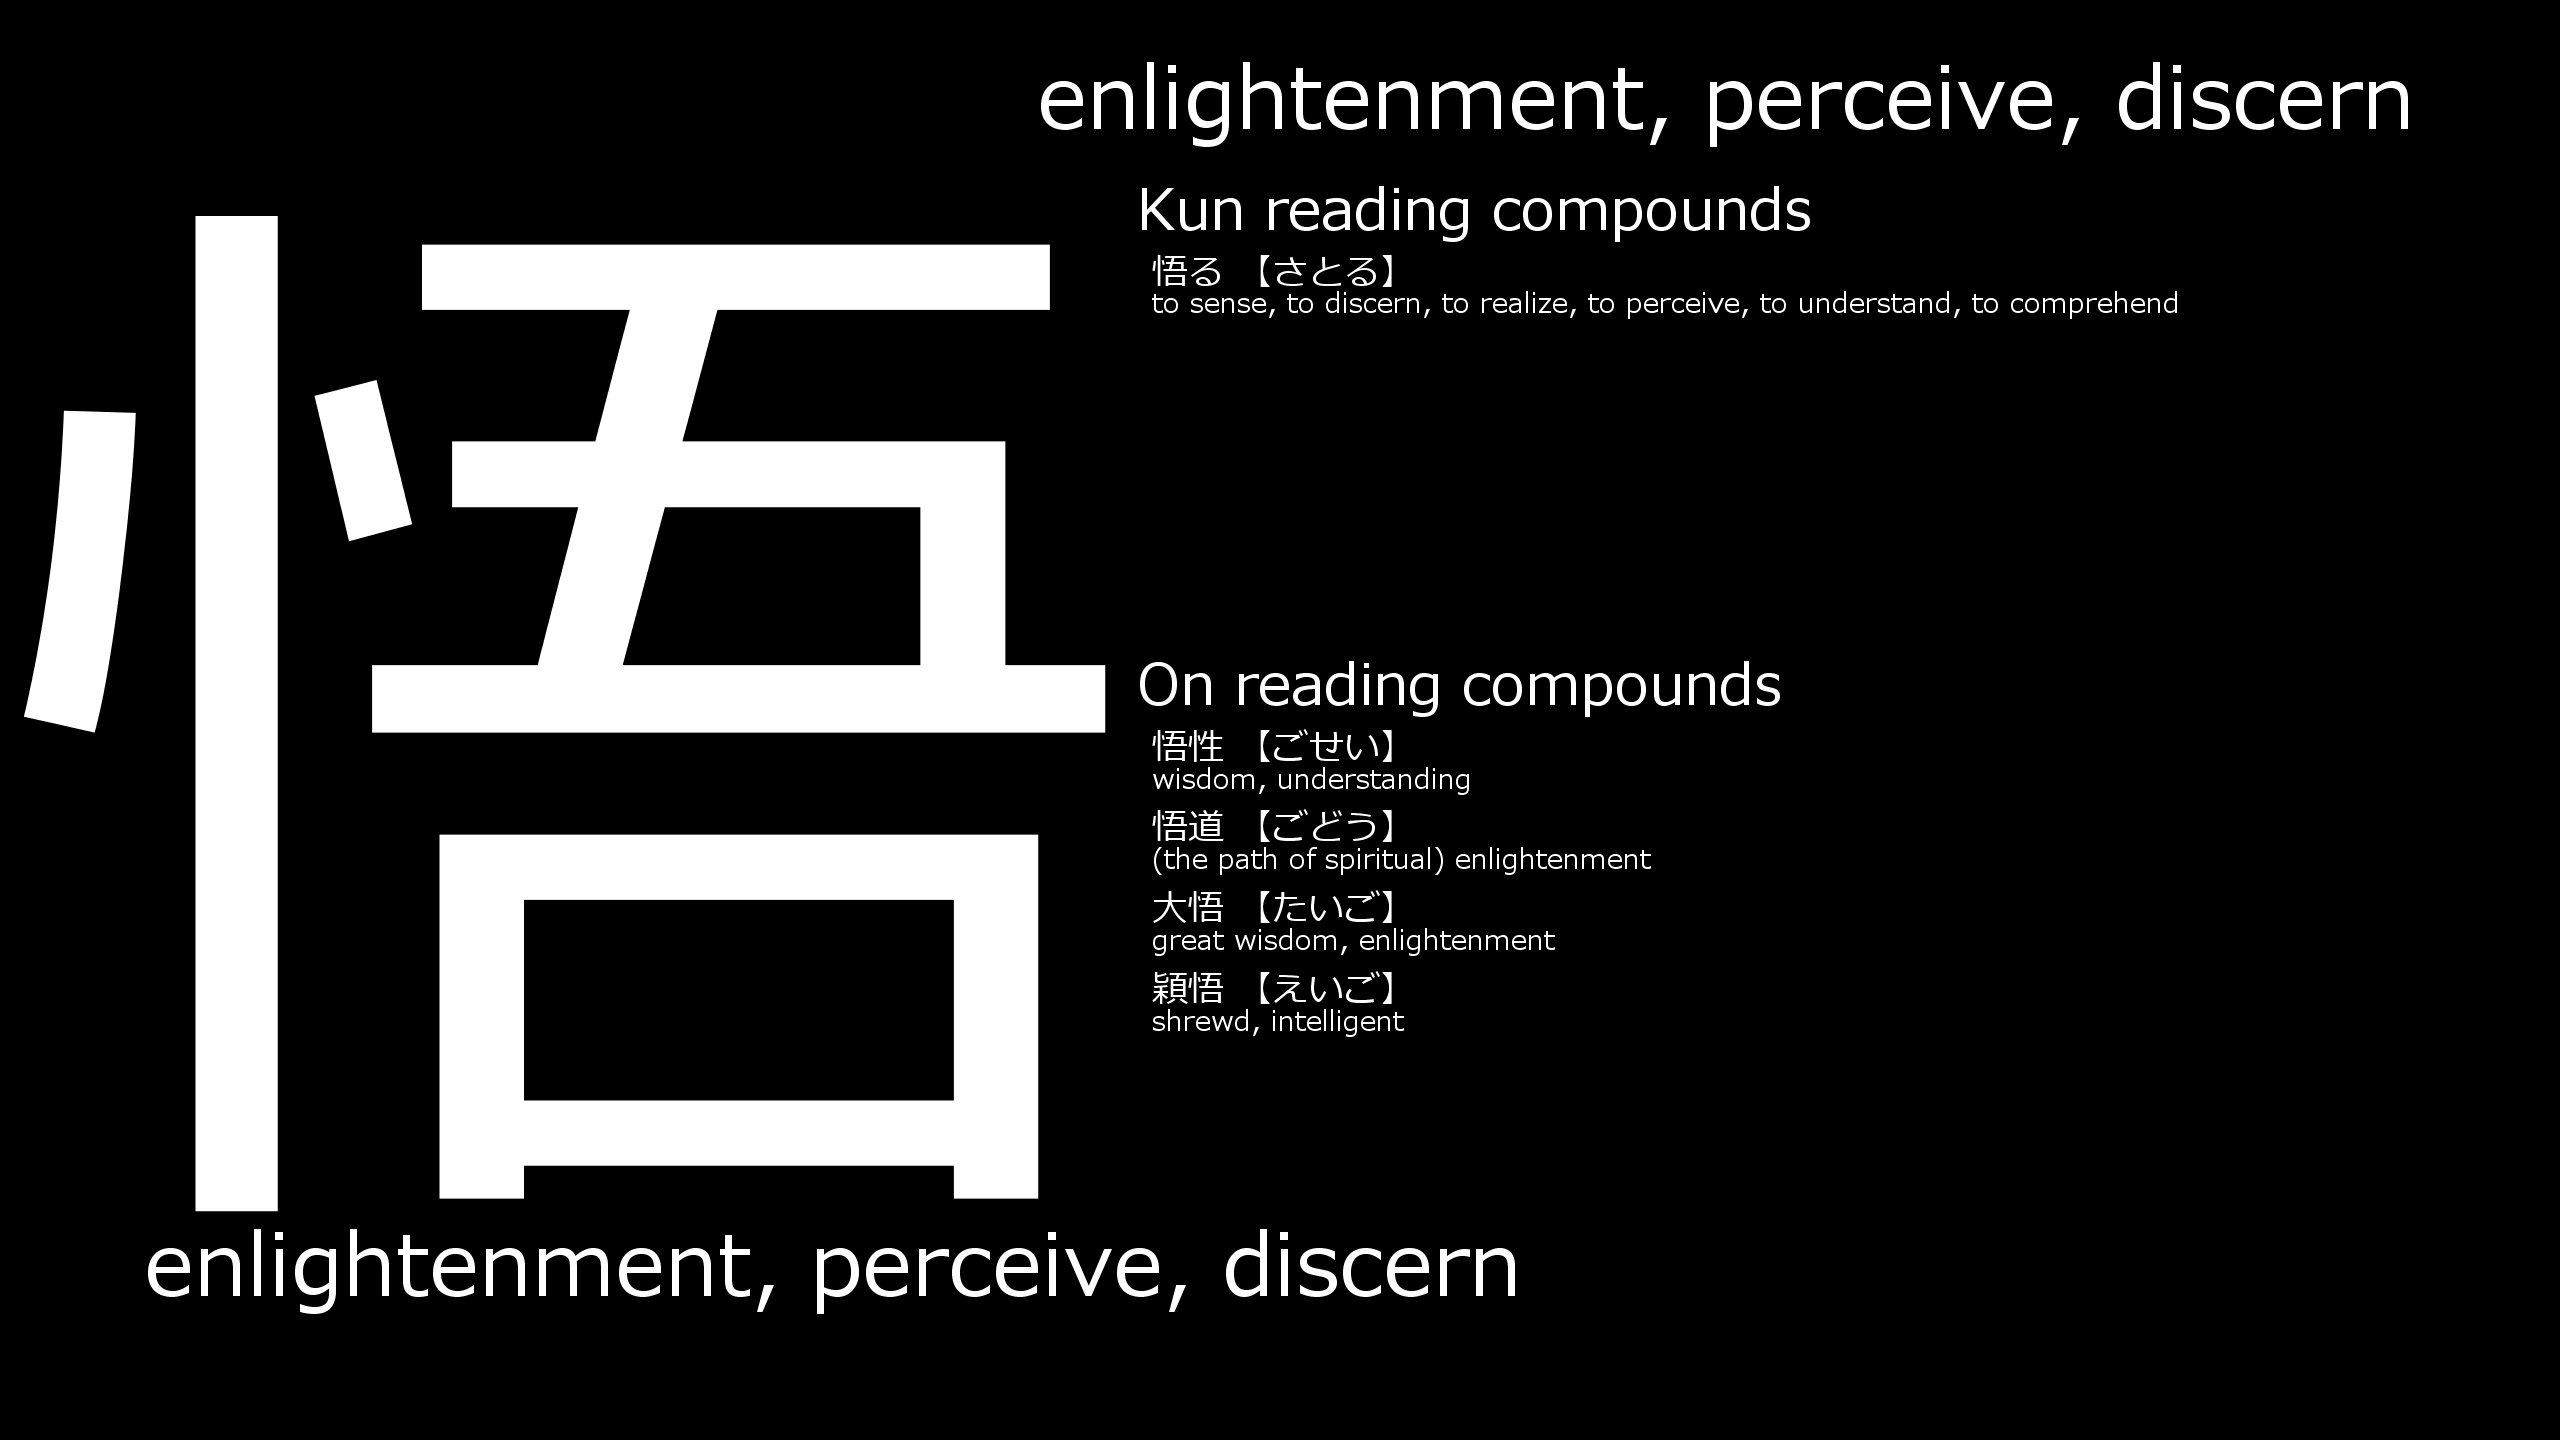 enlightenment, perceive, discern
悟
Kun reading compounds
悟る 【さとる】
to sense, to discern, to realize, to perceive, to understand, to comprehend
On reading compounds
悟性 【ごせい】
wisdom, understanding
悟道 【ごどう】
(the path of spiritual) enlightenment
大悟 【たいご】
great wisdom, enlightenment
穎悟 【えいご】
shrewd, intelligent
enlightenment, perceive, discern